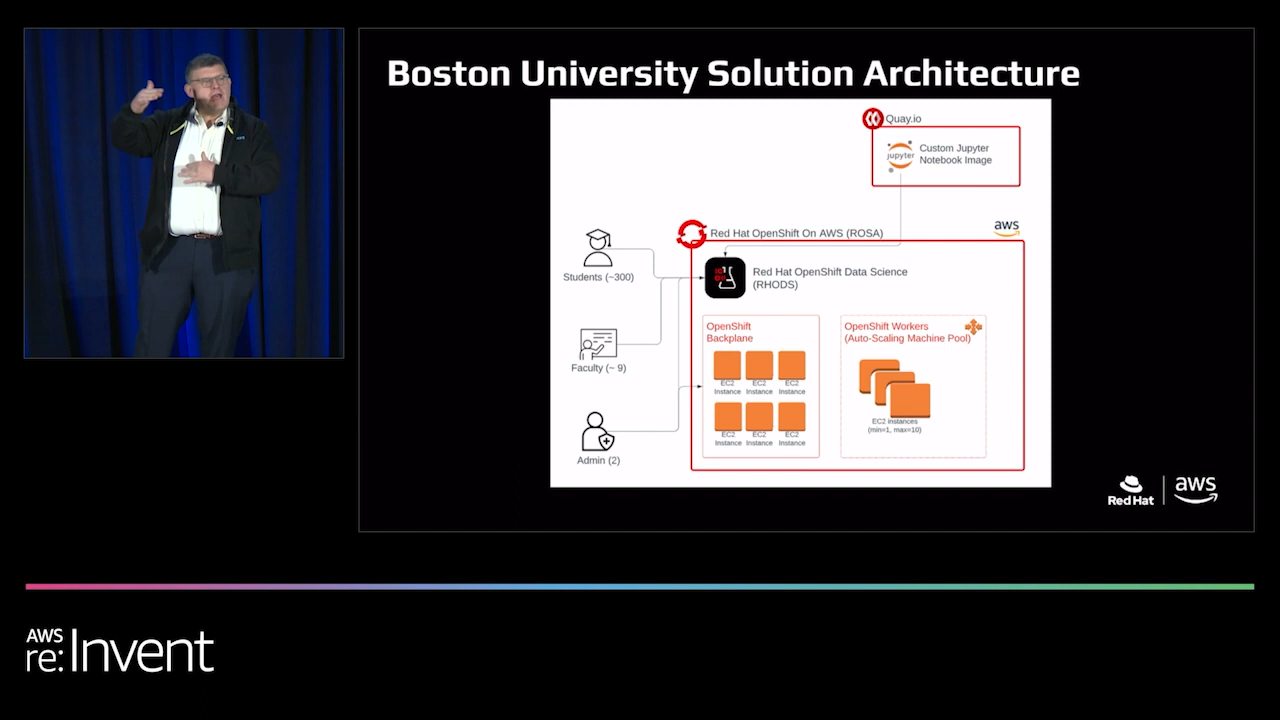 Boston University Solution Architecture
Quay.io
jupyter
Custom Jupyter
Notebook Image
aws
Red Hat OpenShift On AWS (ROSA)
Students (~300)
Red Hat OpenShift Data Science
(RHODS)
OpenShift
Backplane
OpenShift Workers
(Auto-Scaling Machine Pool)
Faculty (~ 9)
EC2
Instance
EC2
Instance
EC2
Instance
EC2
Instance
EC2
Instance
EC2
Instance
EC2 instances
(min=1, max=10)
Admin (2)
Red Hat
aws
AWS
re:Invent